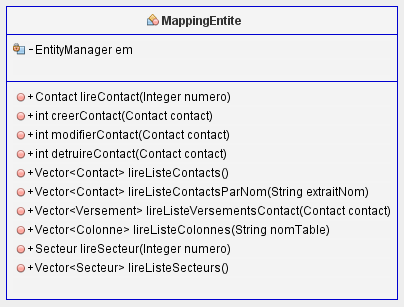 MappingEntite
- EntityManager em
+ Contact lireContact(Integer numero)
+ int creerContact(Contact contact)
+ int modifierContact(Contact contact)
+ int detruireContact(Contact contact)
+ Vector<Contact> lireListeContacts()
+ Vector<Contact> lireListeContactsParNom(String extraitNom)
+ Vector<Versement> lireListeVersementsContact(Contact contact)
+ Vector<Colonne> lireListeColonnes(String nomTable)
+ Secteur lireSecteur(Integer numero)
+ Vector<Secteur> lireListeSecteurs()